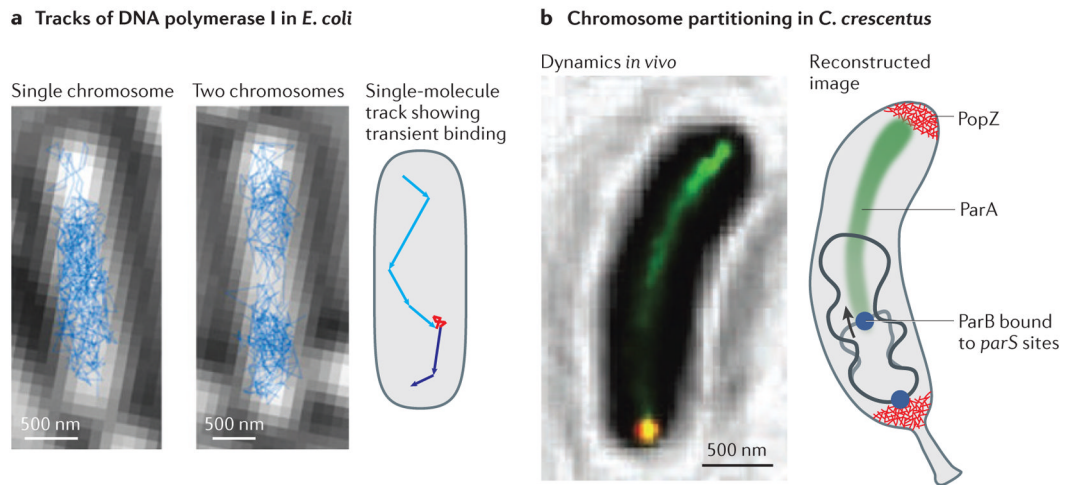 a Tracks of DNA polymerase I in E. coli
Single chromosome
Two chromosomes
Single-molecule
track showing
transient binding
500 nm
500 nm
b Chromosome partitioning in C. crescentus
Dynamics in vivo
Reconstructed
image
PopZ
ParA
ParB bound
to parS sites
500 nm